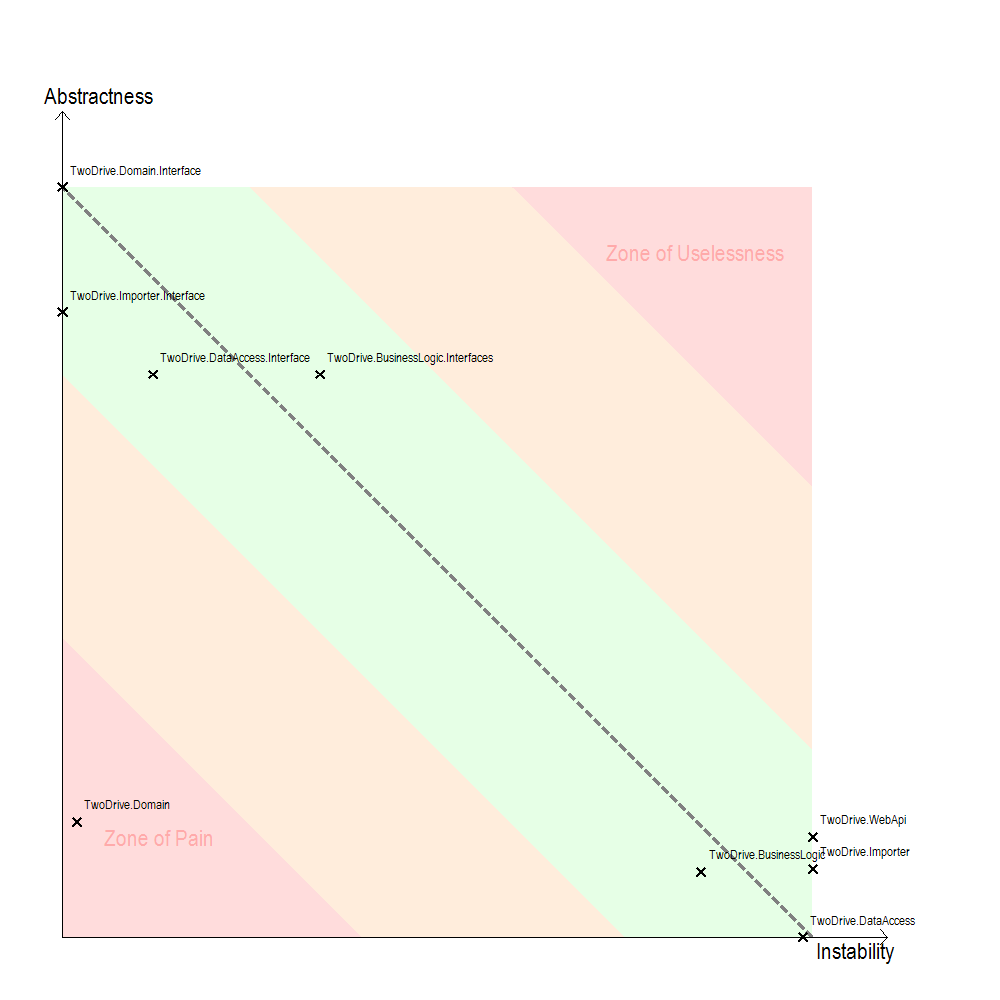 Abstractness
TwoDrive.Domain.Interface
Zone of Uselessness
TwoDrive.Importer.Interface
TwoDrive.DataAccess.Interface
TwoDrive.BusinessLogic.Interfaces
TwoDrive.Domain
Zone of Pain
TwoDrive.WebApi
TwoDrive.BusinessLogic
TwoDrive.Importer
TwoDrive.DataAccess
Instability